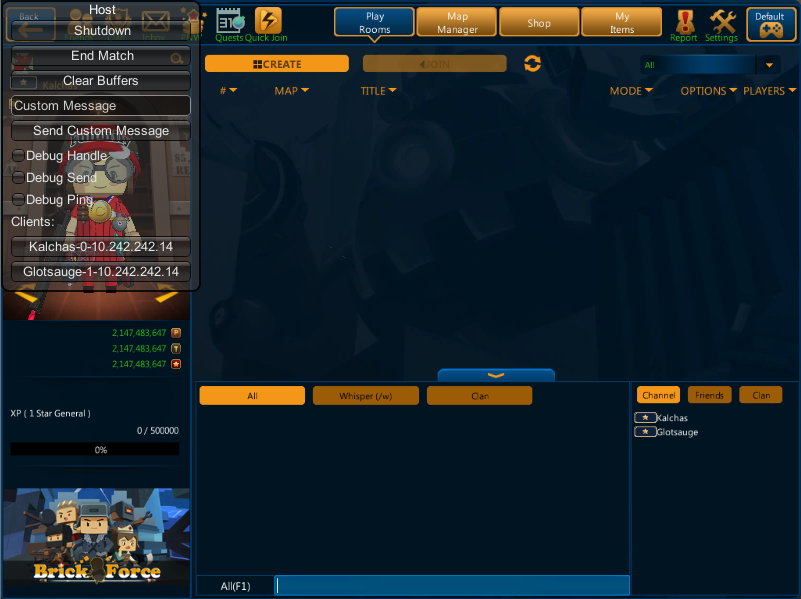 Host
Shutdown
End Match
Clear Buffers
Custom Message
Send Custom Message
Debug Handle
Debug Send
Debug Ping
Clients:
Kalchas-0-10.242.242.14
Glotsauge-1-10.242.242.14
Back
31
Quests
Quick Join
Play Rooms
Map Manager
Shop
My Items
Report
Settings
Default
CREATE
JOIN
All
# MAP TITLE MODE OPTIONS PLAYERS
2,147,483,647 P
2,147,483,647 T
2,147,483,647
XP ( 1 Star General )
0 / 500000
0%
Brick Force
All Whisper (/w) Clan
Channel Friends Clan
Kalchas
Glotsauge
All(F1)